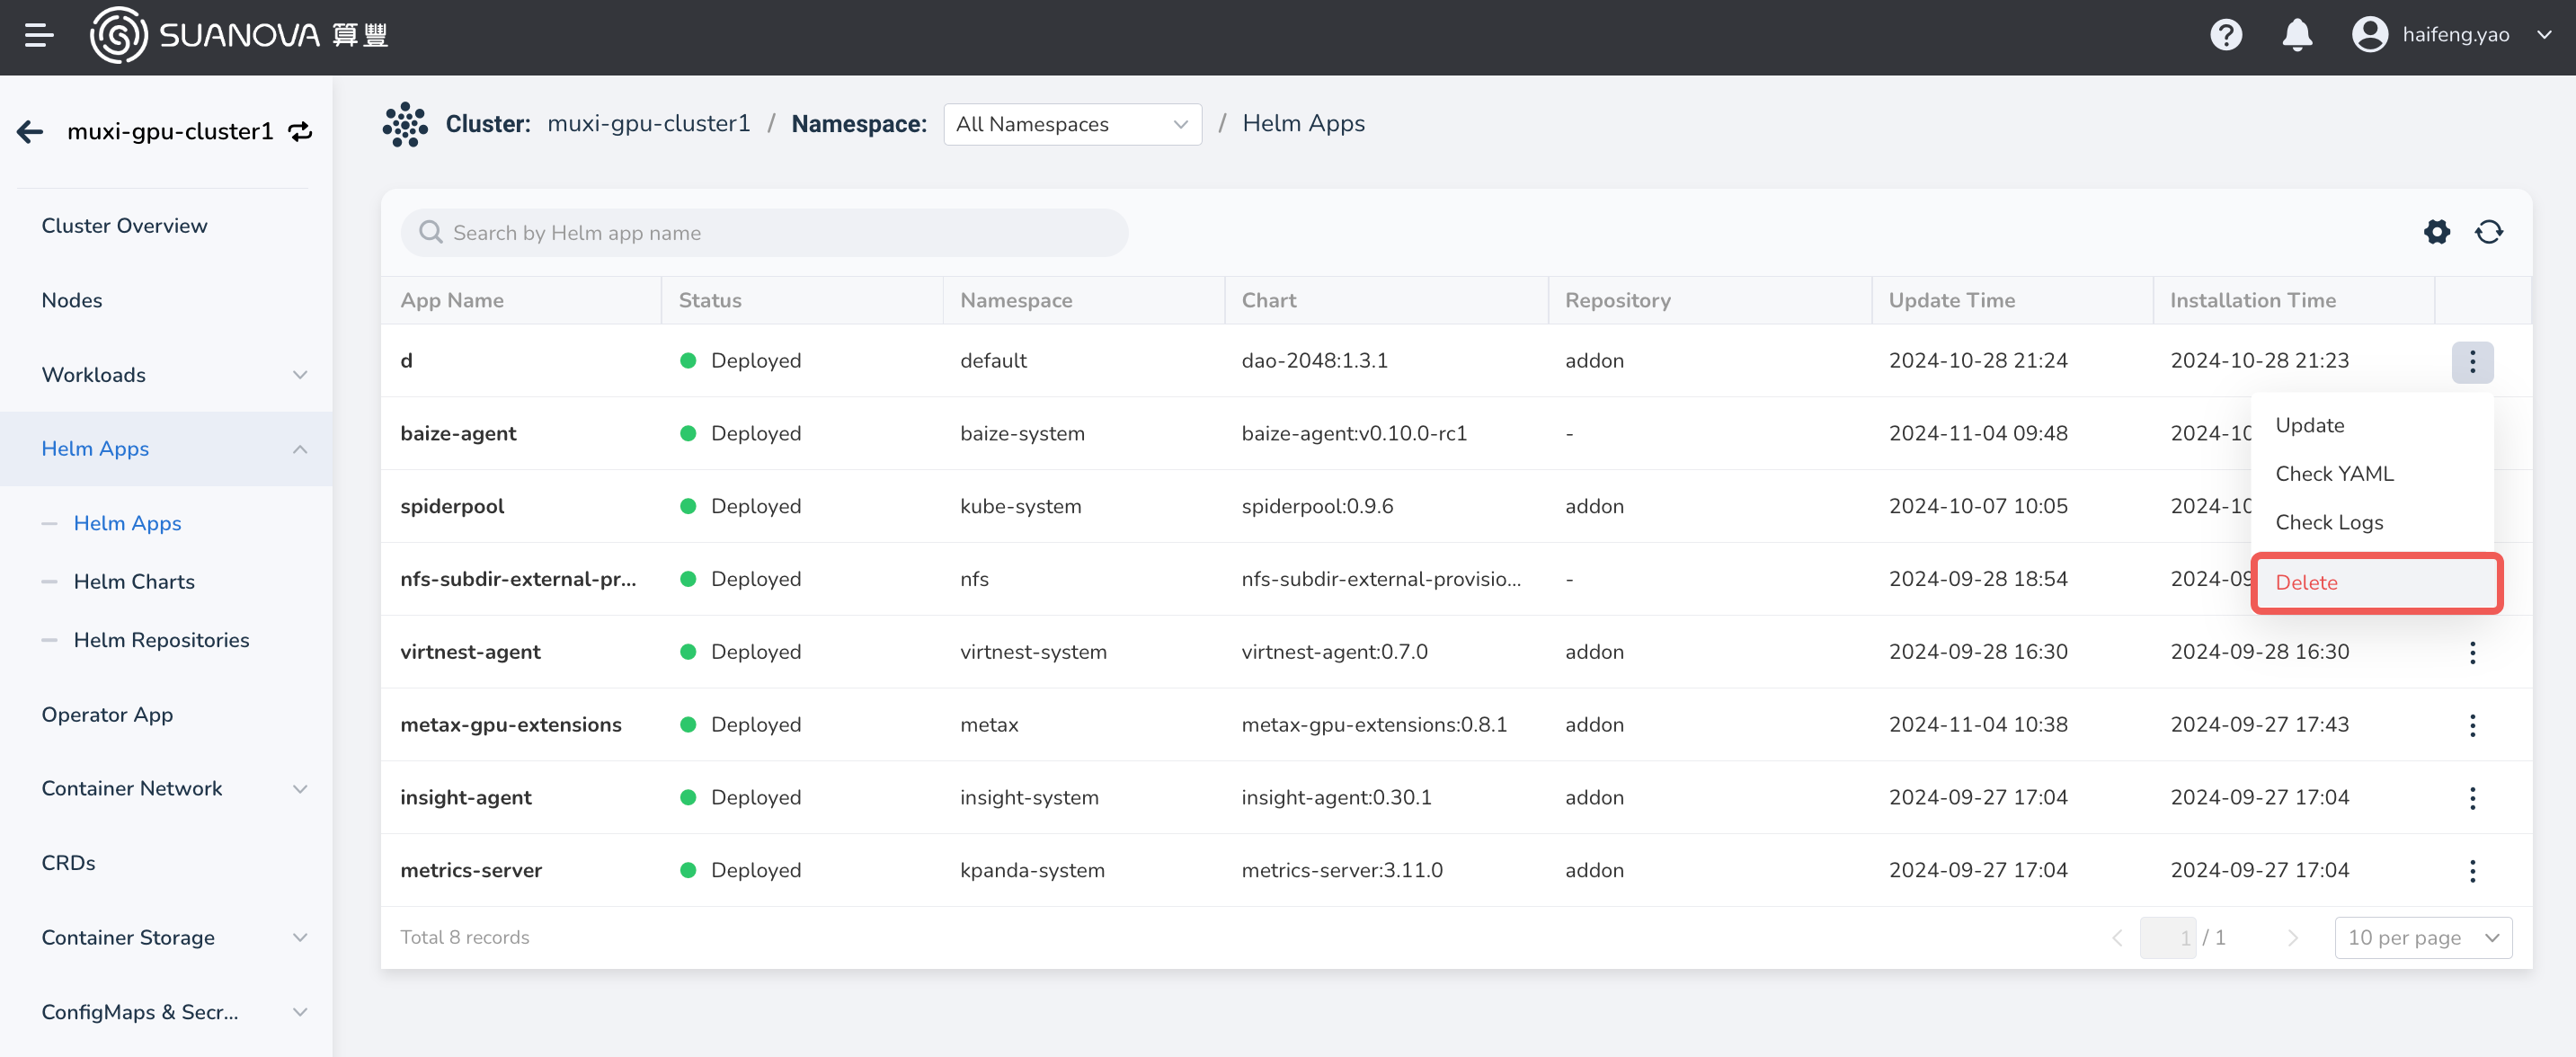 SUANOVA 算豐
haifeng.yao
muxi-gpu-cluster1
Cluster: muxi-gpu-cluster1 / Namespace: All Namespaces / Helm Apps
Cluster Overview
Nodes
Workloads
Helm Apps
Helm Apps
Helm Charts
Helm Repositories
Operator App
Container Network
CRDs
Container Storage
ConfigMaps & Secr...
Search by Helm app name
App Name Status Namespace Chart Repository Update Time Installation Time
d Deployed default dao-2048:1.3.1 addon 2024-10-28 21:24 2024-10-28 21:23
baize-agent Deployed baize-system baize-agent:v0.10.0-rc1 - 2024-11-04 09:48 2024-10
spiderpool Deployed kube-system spiderpool:0.9.6 addon 2024-10-07 10:05 2024-10
nfs-subdir-external-pr... Deployed nfs nfs-subdir-external-provisio... - 2024-09-28 18:54 2024-09
virtnest-agent Deployed virtnest-system virtnest-agent:0.7.0 addon 2024-09-28 16:30 2024-09-28 16:30
metax-gpu-extensions Deployed metax metax-gpu-extensions:0.8.1 addon 2024-11-04 10:38 2024-09-27 17:43
insight-agent Deployed insight-system insight-agent:0.30.1 addon 2024-09-27 17:04 2024-09-27 17:04
metrics-server Deployed kpanda-system metrics-server:3.11.0 addon 2024-09-27 17:04 2024-09-27 17:04
Update
Check YAML
Check Logs
Delete
Total 8 records
1 / 1
10 per page